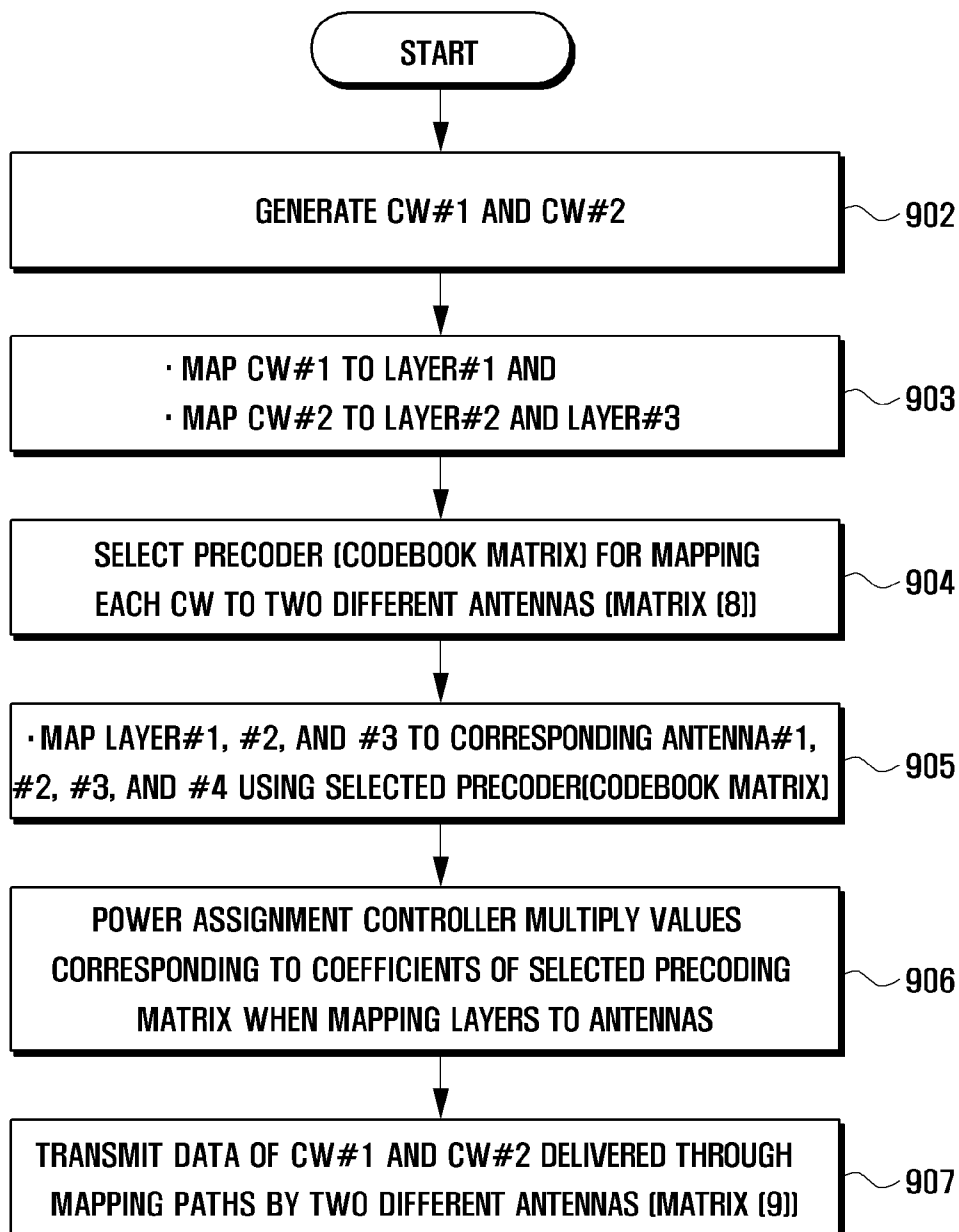 START
GENERATE CW#1 AND CW#2
902
· MAP CW#1 TO LAYER#1 AND
· MAP CW#2 TO LAYER#2 AND LAYER#3
903
SELECT PRECODER (CODEBOOK MATRIX) FOR MAPPING
EACH CW TO TWO DIFFERENT ANTENNAS (MATRIX (8))
904
· MAP LAYER#1, #2, AND #3 TO CORRESPONDING ANTENNA#1,
#2, #3, AND #4 USING SELECTED PRECODER(CODEBOOK MATRIX)
905
POWER ASSIGNMENT CONTROLLER MULTIPLY VALUES
CORRESPONDING TO COEFFICIENTS OF SELECTED PRECODING
MATRIX WHEN MAPPING LAYERS TO ANTENNAS
906
TRANSMIT DATA OF CW#1 AND CW#2 DELIVERED THROUGH
MAPPING PATHS BY TWO DIFFERENT ANTENNAS (MATRIX (9))
907